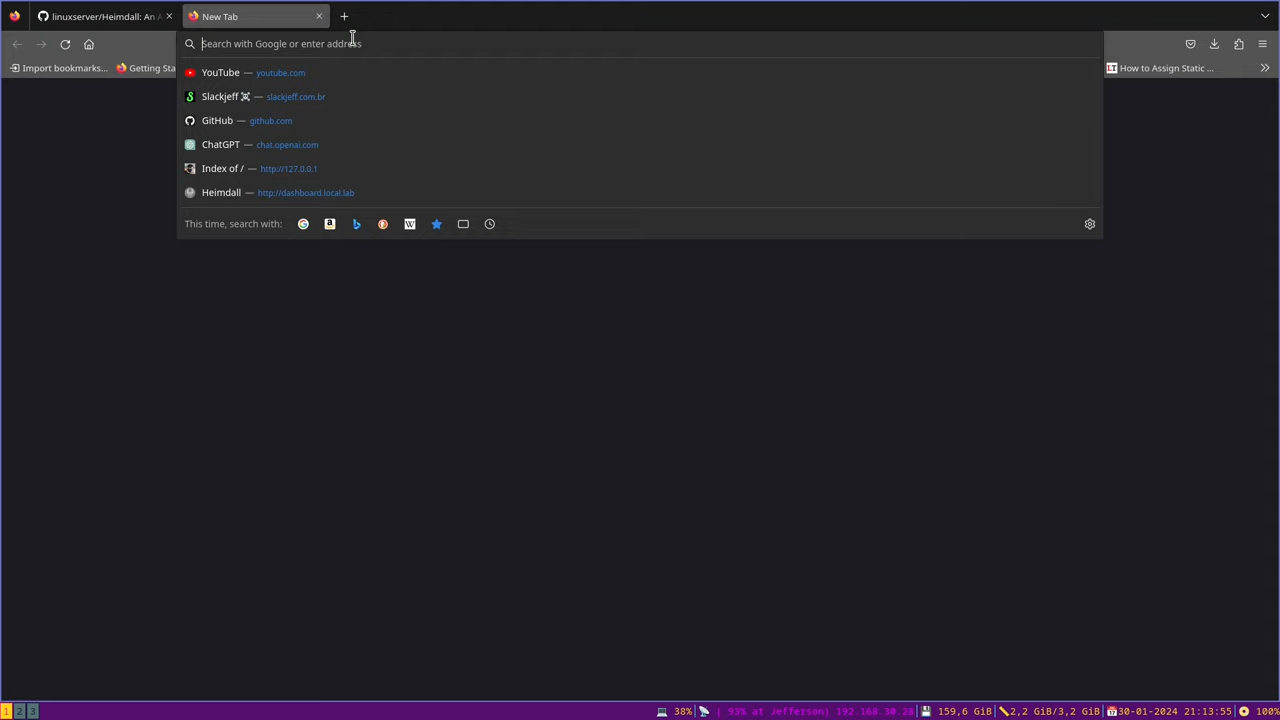 linuxserver/Heimdall: An A
New Tab
Search with Google or enter address
Import bookmarks...
Getting Sta
How to Assign Static ...
YouTube — youtube.com
Slackjeff ☠️ — slackjeff.com.br
GitHub — github.com
ChatGPT — chat.openai.com
Index of / — http://127.0.0.1
Heimdall — http://dashboard.local.lab
This time, search with:
1 2 3 💻 38% 📡 ( 93% at Jefferson) 192.168.30.28 💾 159,6 GiB 📏 2,2 GiB/3,2 GiB 📅 30-01-2024 21:13:55 📀 100%